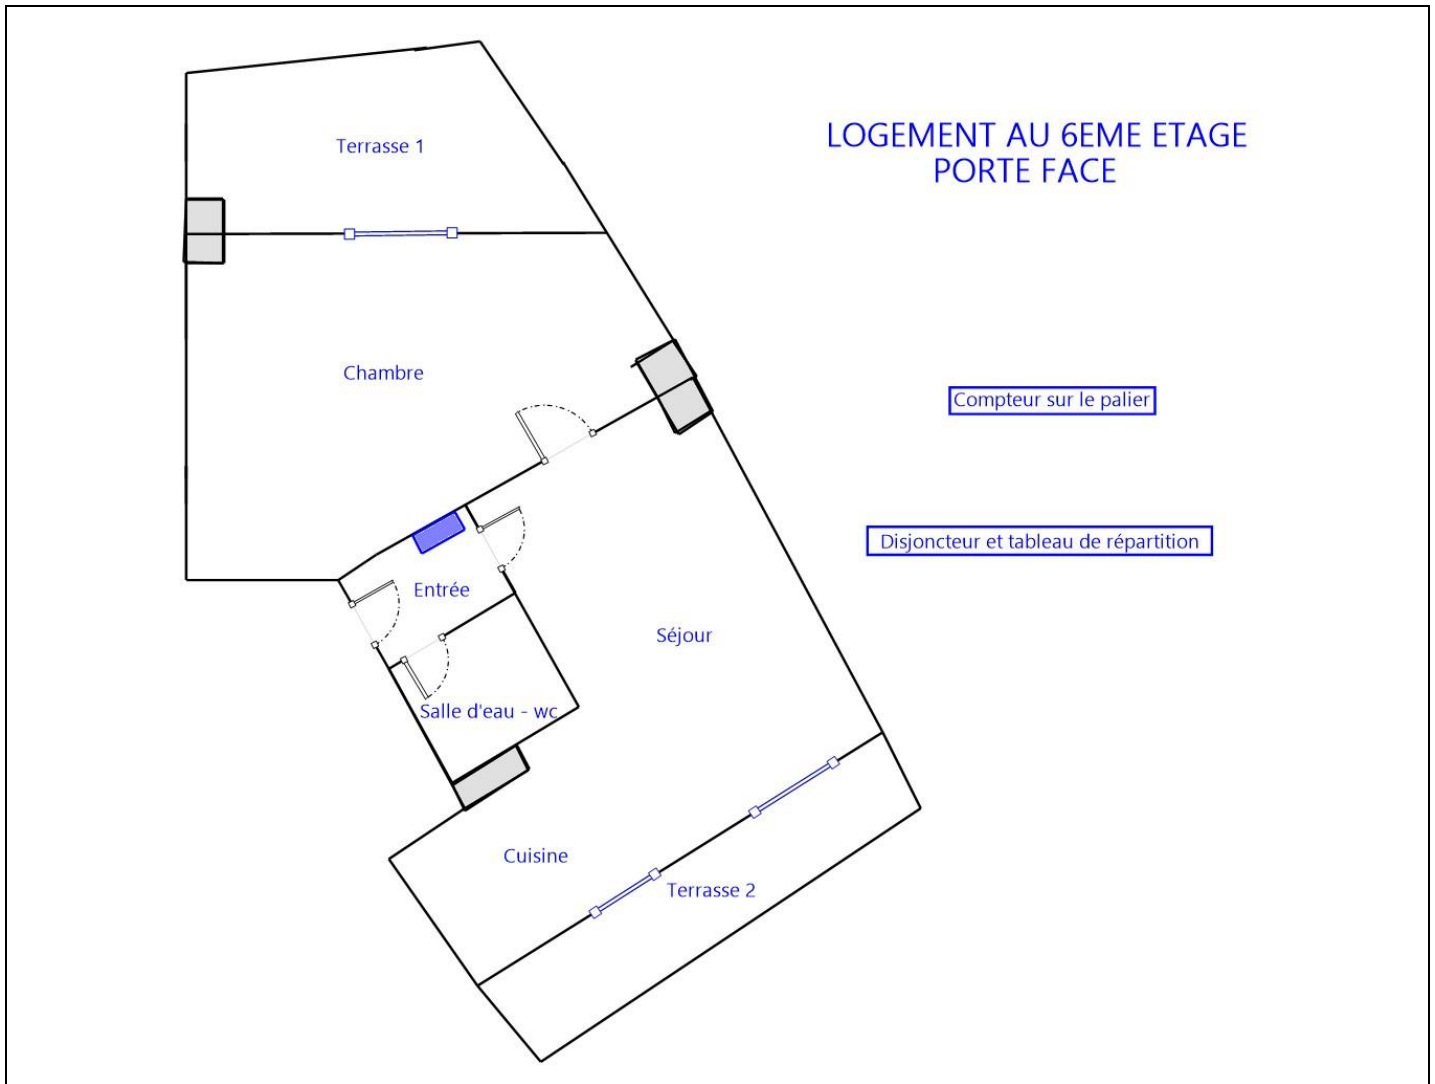 LOGEMENT AU 6EME ETAGE
PORTE FACE
Terrasse 1
Chambre
Compteur sur le palier
Disjoncteur et tableau de répartition
Entrée
Séjour
Salle d'eau - wc
Cuisine
Terrasse 2